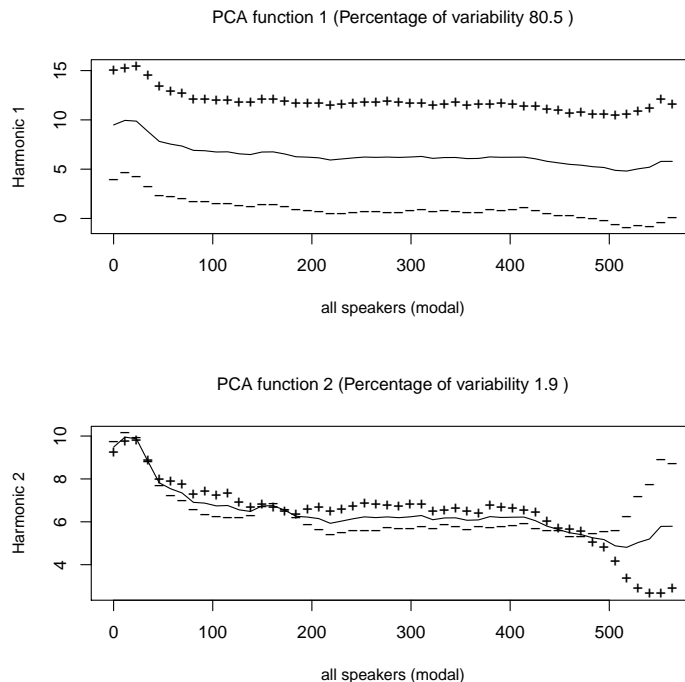 PCA function 1 (Percentage of variability 80.5 )
Harmonic 1
15
10
5
0
0 100 200 300 400 500
all speakers (modal)
PCA function 2 (Percentage of variability 1.9 )
Harmonic 2
10
8
6
4
0 100 200 300 400 500
all speakers (modal)